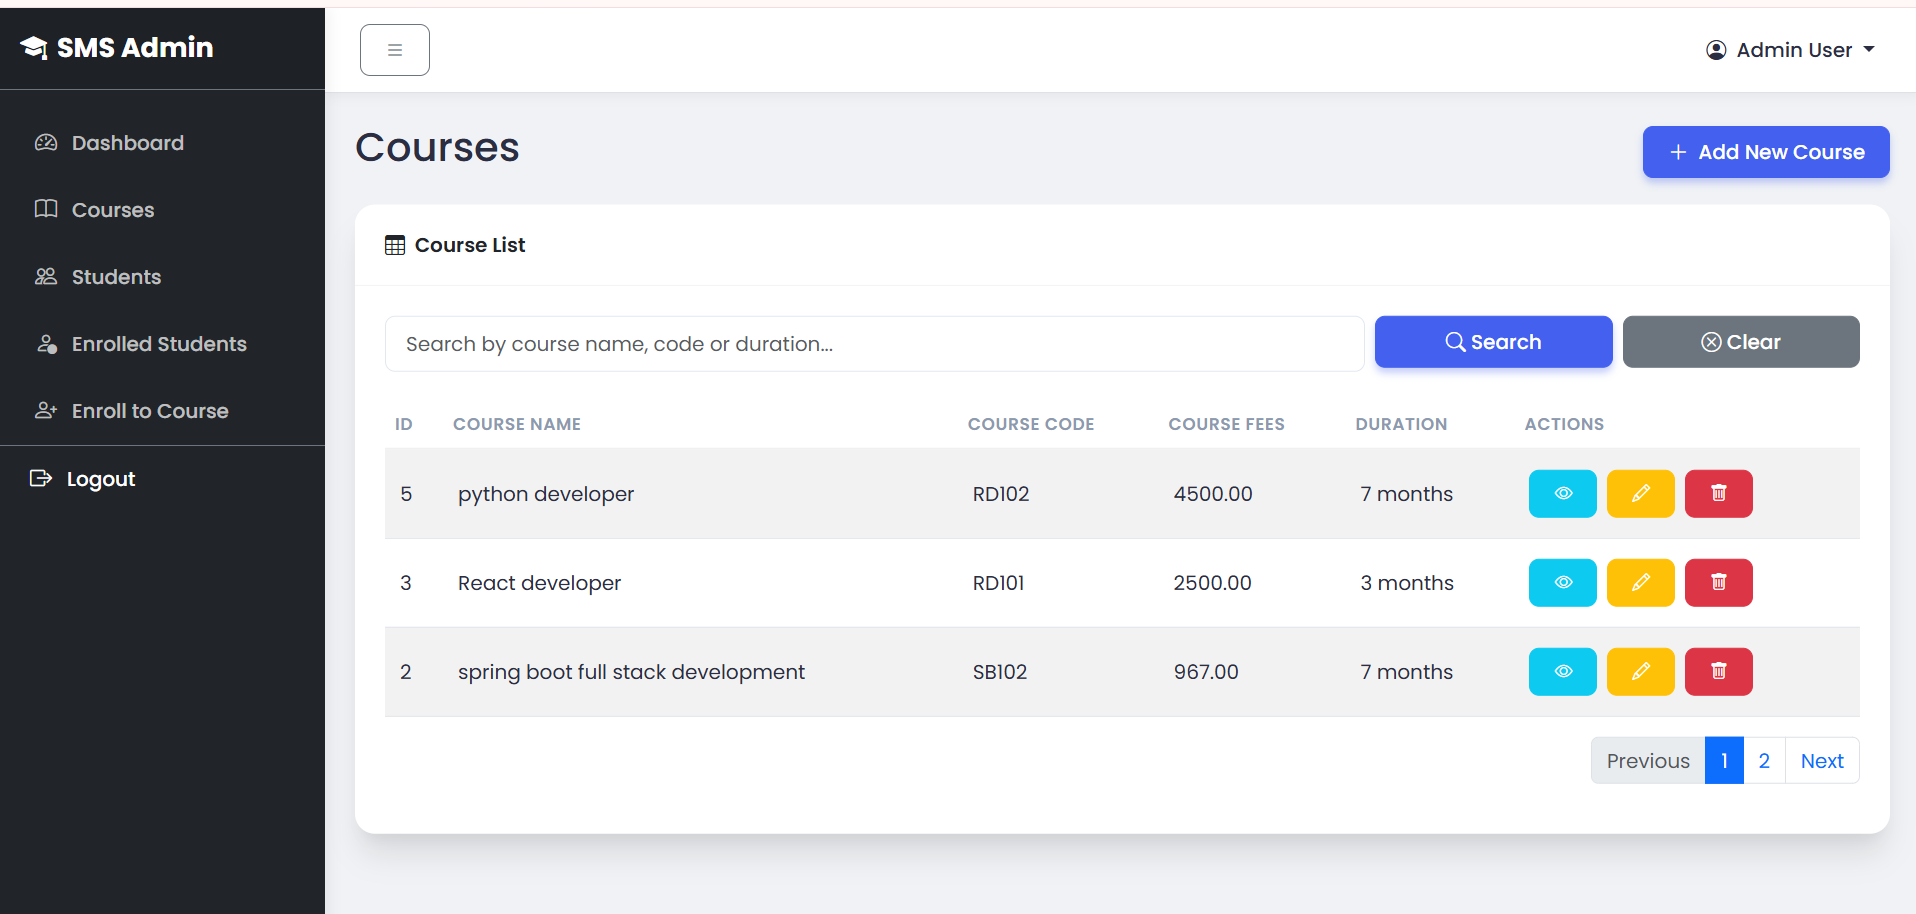 SMS Admin
Admin User
Dashboard
Courses
Students
Enrolled Students
Enroll to Course
Logout
Courses
Add New Course
Course List
Search by course name, code or duration...
Search
Clear
ID COURSE NAME COURSE CODE COURSE FEES DURATION ACTIONS
5 python developer RD102 4500.00 7 months
3 React developer RD101 2500.00 3 months
2 spring boot full stack development SB102 967.00 7 months
Previous 1 2 Next